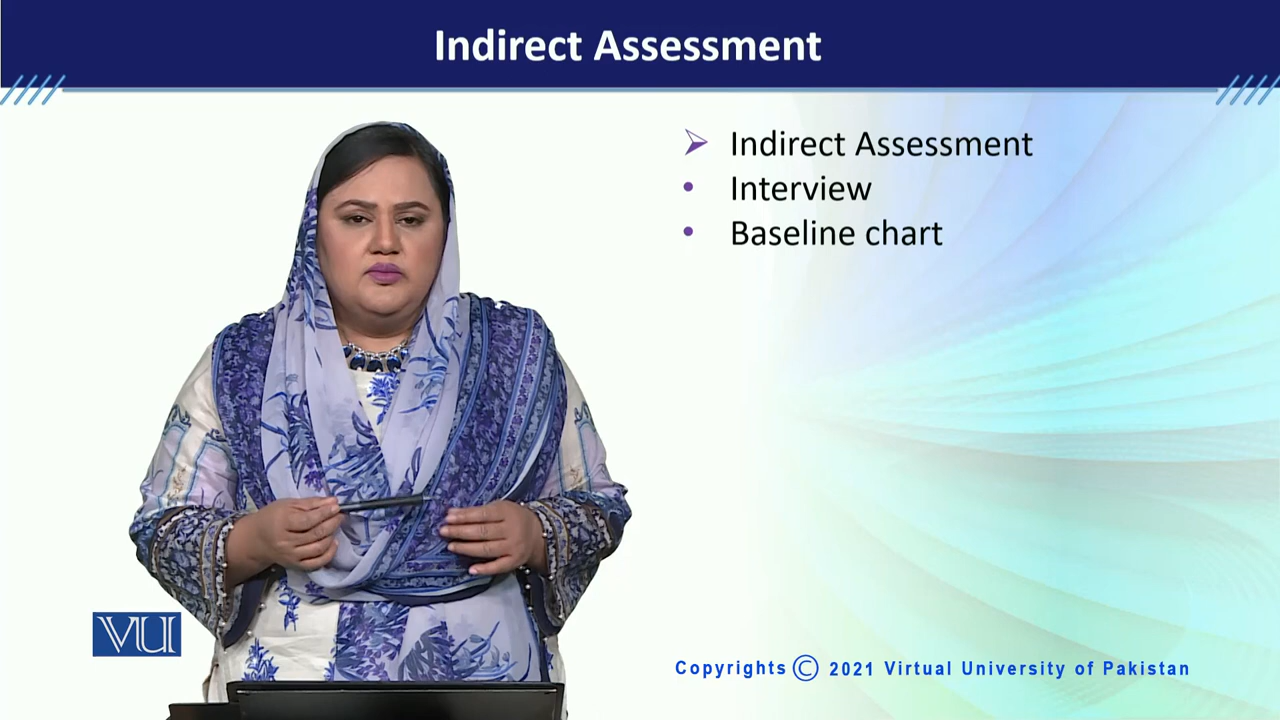 Indirect Assessment
Indirect Assessment
Interview
Baseline chart
VU
Copyrights © 2021 Virtual University of Pakistan